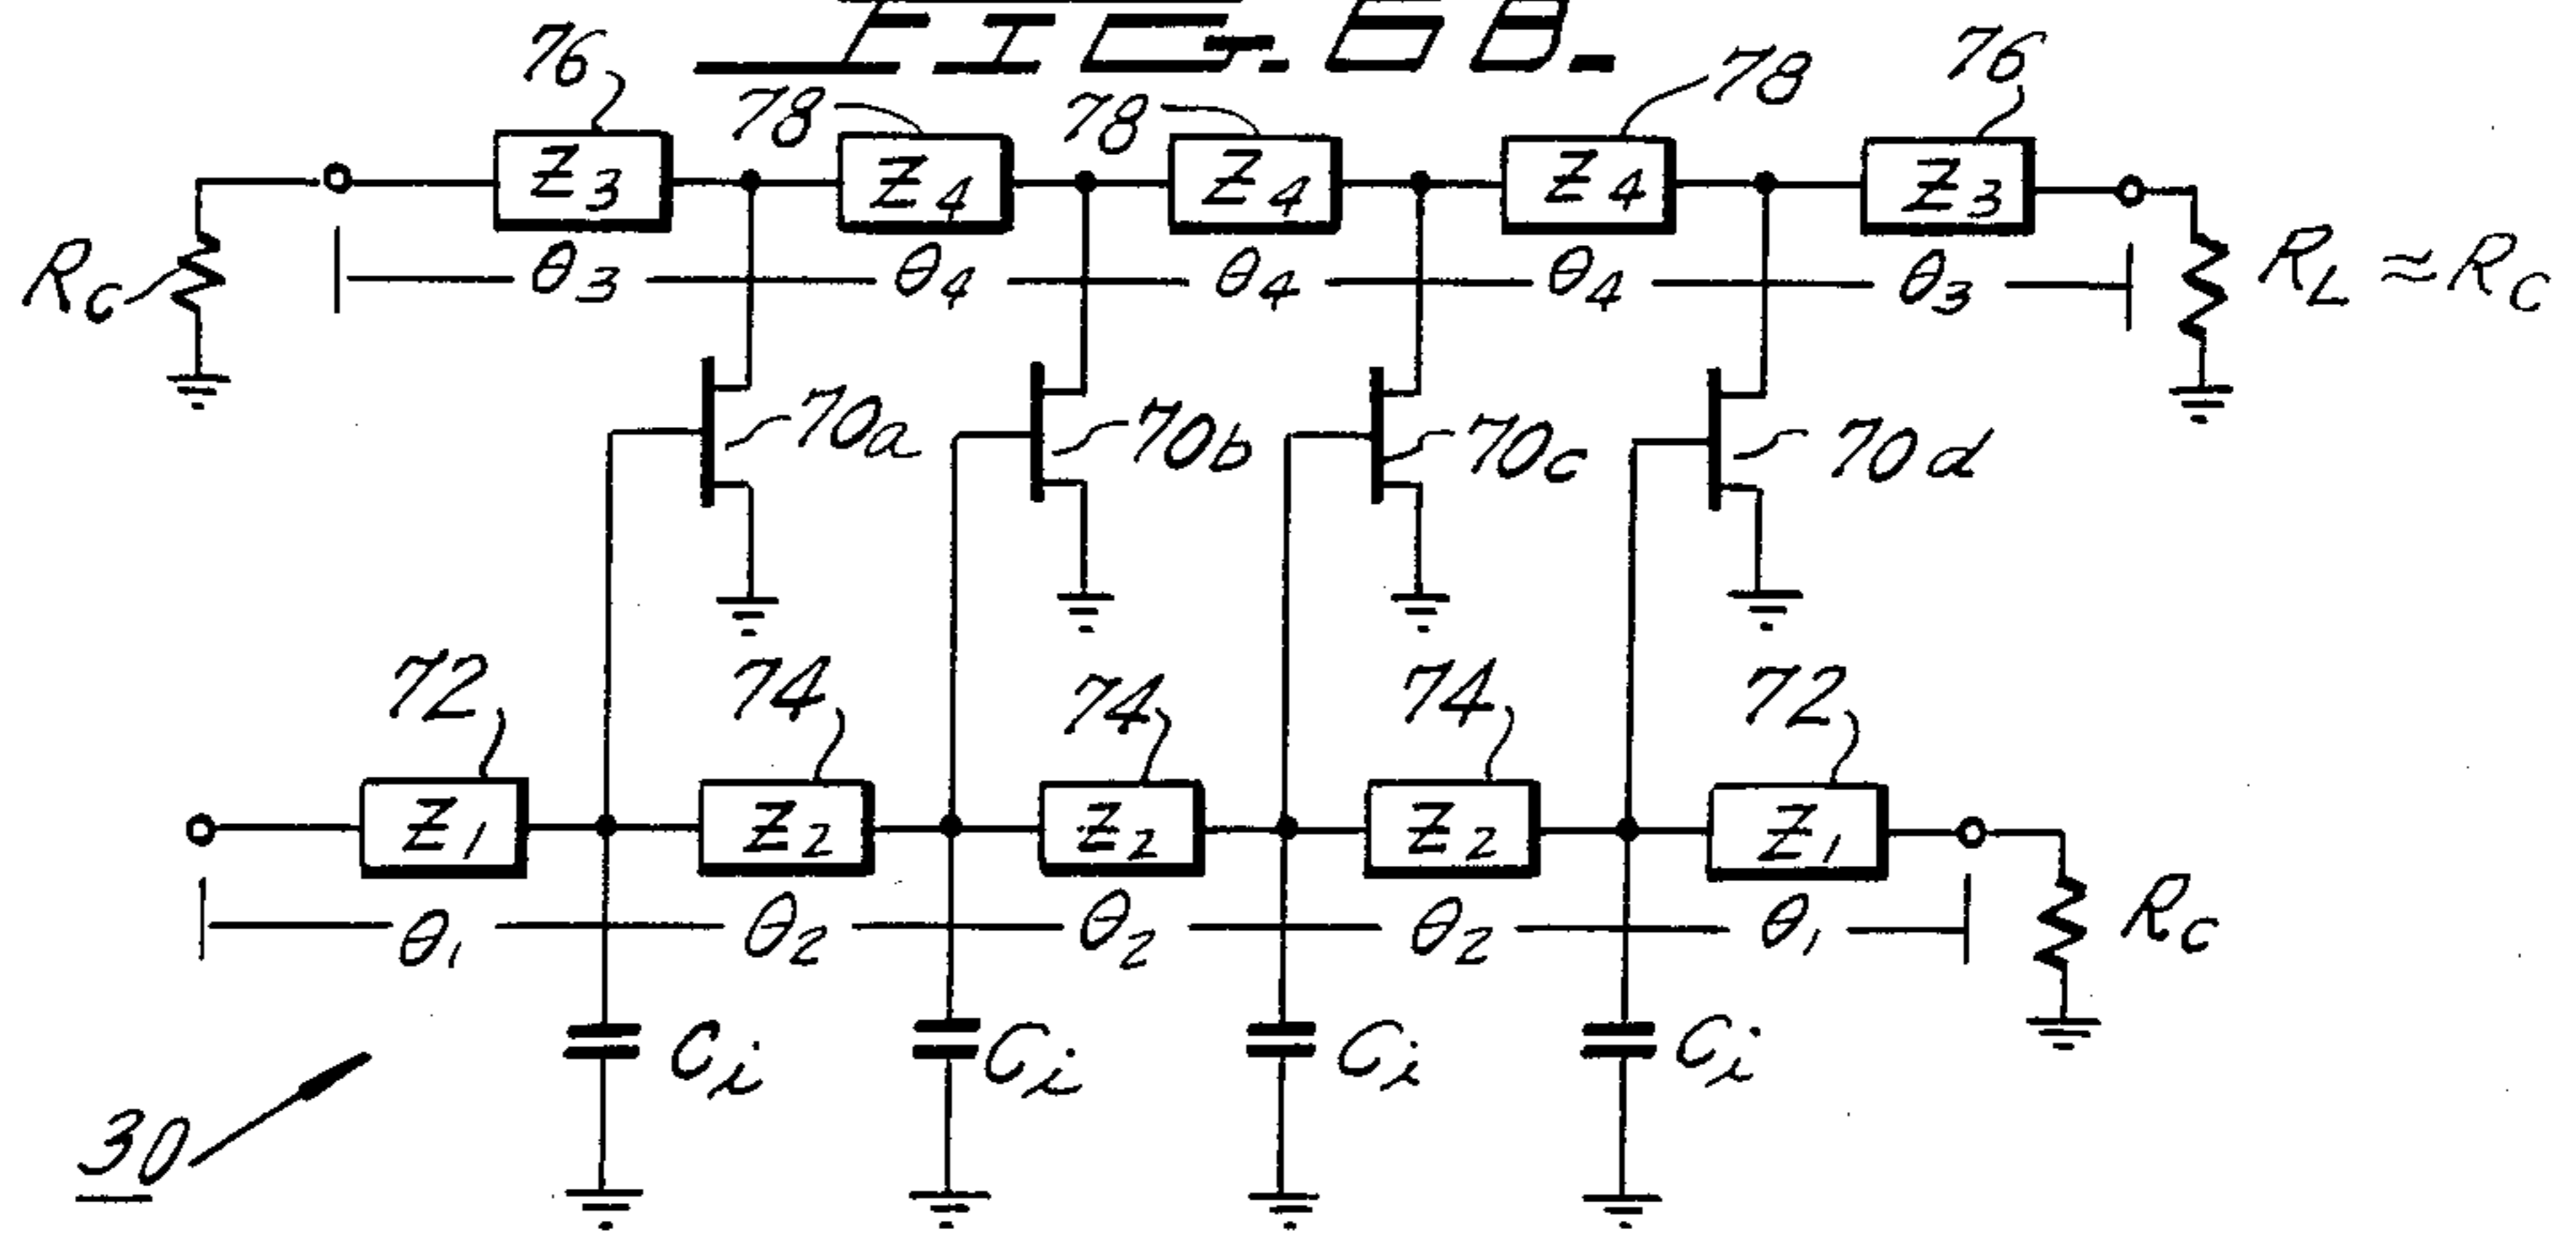 FIG. 6B.
76 78 78 78 76
Z3 Z4 Z4 Z4 Z3
Rc θ3 θ4 θ4 θ4 θ3 RL ≈ Rc
70a 70b 70c 70d
72 74 74 74 72
Z1 Z2 Z2 Z2 Z1
θ1 θ2 θ2 θ2 θ1 Rc
Ci Ci Ci Ci
30